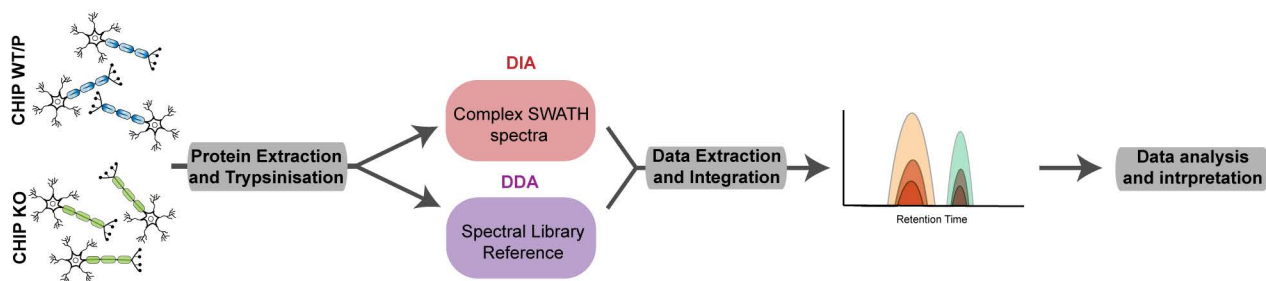 CHIP WT/P
CHIP KO
Protein Extraction
and Trypsinisation
DIA
Complex SWATH
spectra
DDA
Spectral Library
Reference
Data Extraction
and Integration
Retention Time
Data analysis
and intrpretation